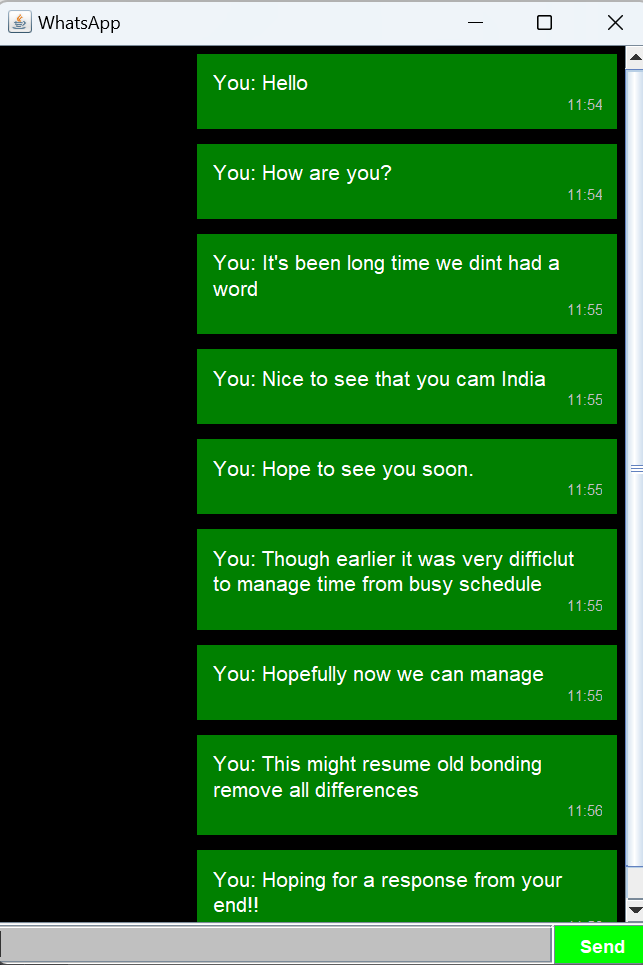 WhatsApp
You: Hello
11:54
You: How are you?
11:54
You: It's been long time we dint had a
word
11:55
You: Nice to see that you cam India
11:55
You: Hope to see you soon.
11:55
You: Though earlier it was very difficlut
to manage time from busy schedule
11:55
You: Hopefully now we can manage
11:55
You: This might resume old bonding
remove all differences
11:56
You: Hoping for a response from your
end!!
Send